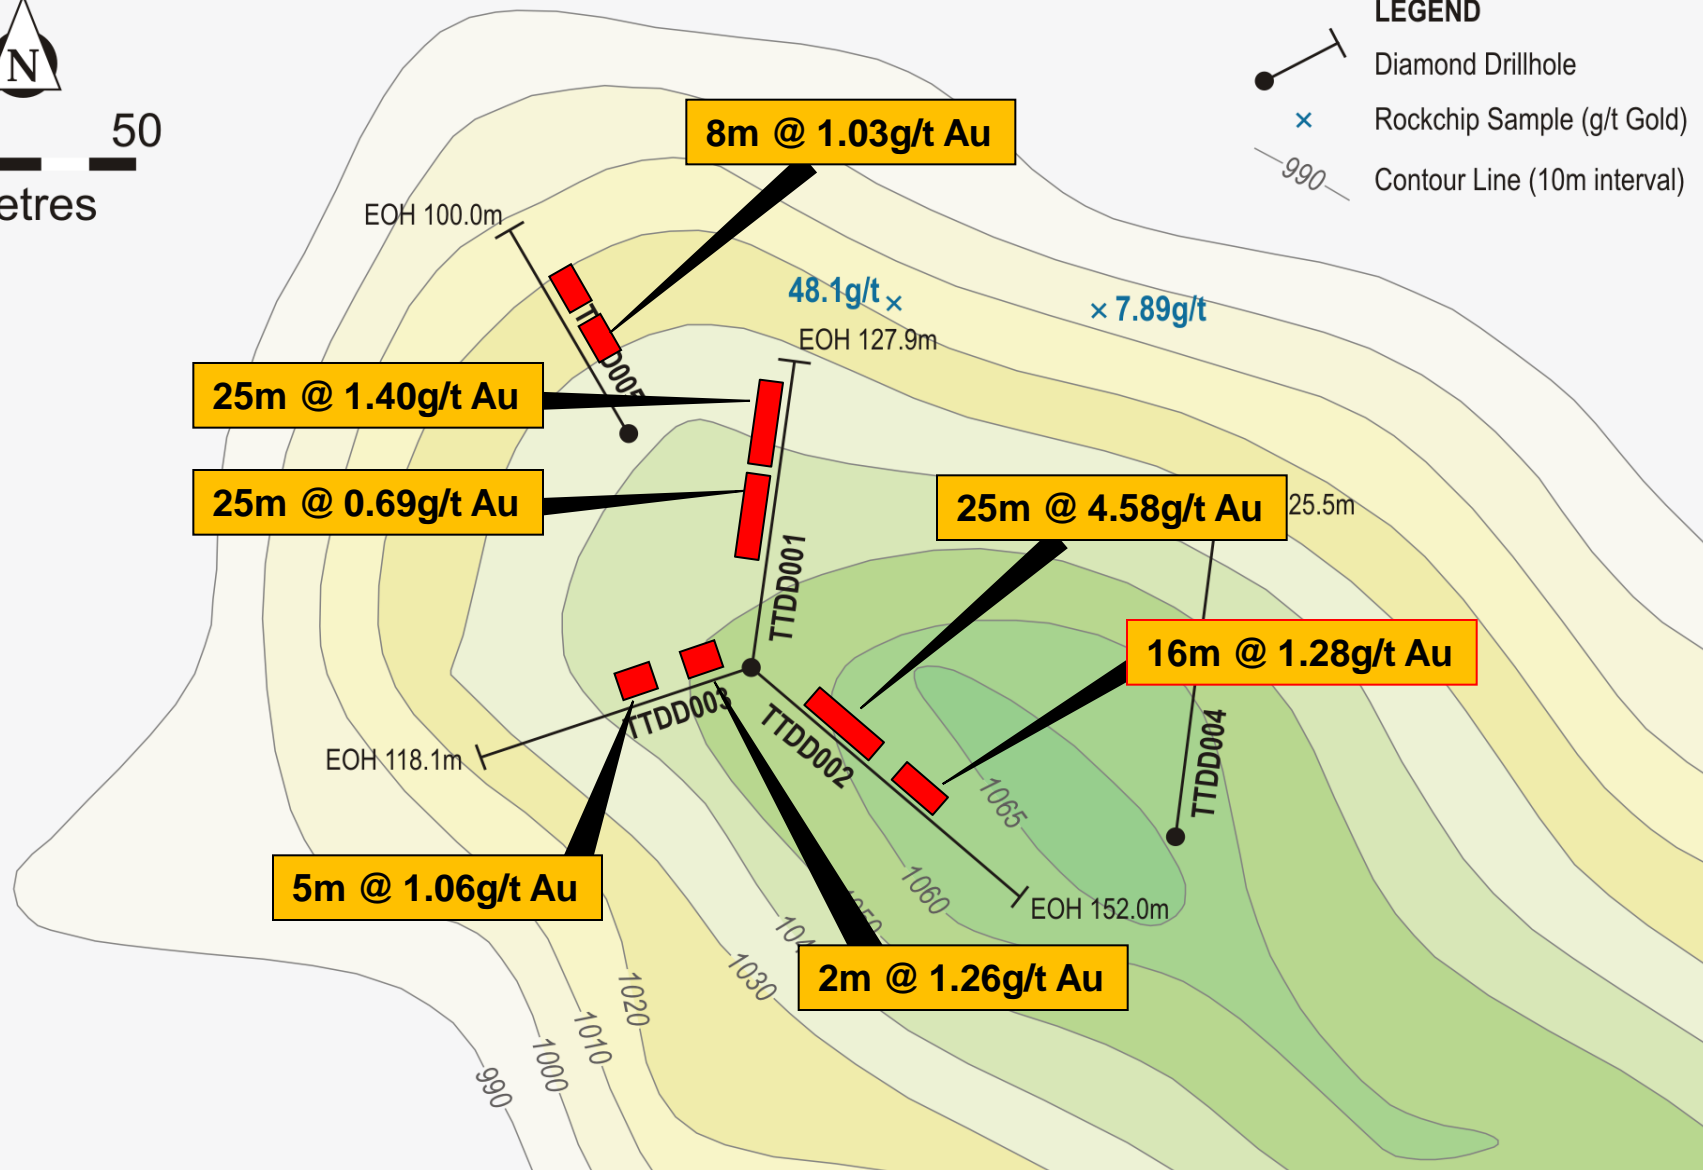 LEGEND
N
Diamond Drillhole
Rockchip Sample (g/t Gold)
990
Contour Line (10m interval)
50
etres
8m @ 1.03g/t Au
EOH 100.0m
48.1g/t
7.89g/t
EOH 127.9m
25m @ 1.40g/t Au
25m @ 0.69g/t Au
25m @ 4.58g/t Au
25.5m
TTDD001
16m @ 1.28g/t Au
TTDD003
TTDD002
TTDD004
EOH 118.1m
1065
5m @ 1.06g/t Au
1060
EOH 152.0m
2m @ 1.26g/t Au
1030
1020
1010
1000
990